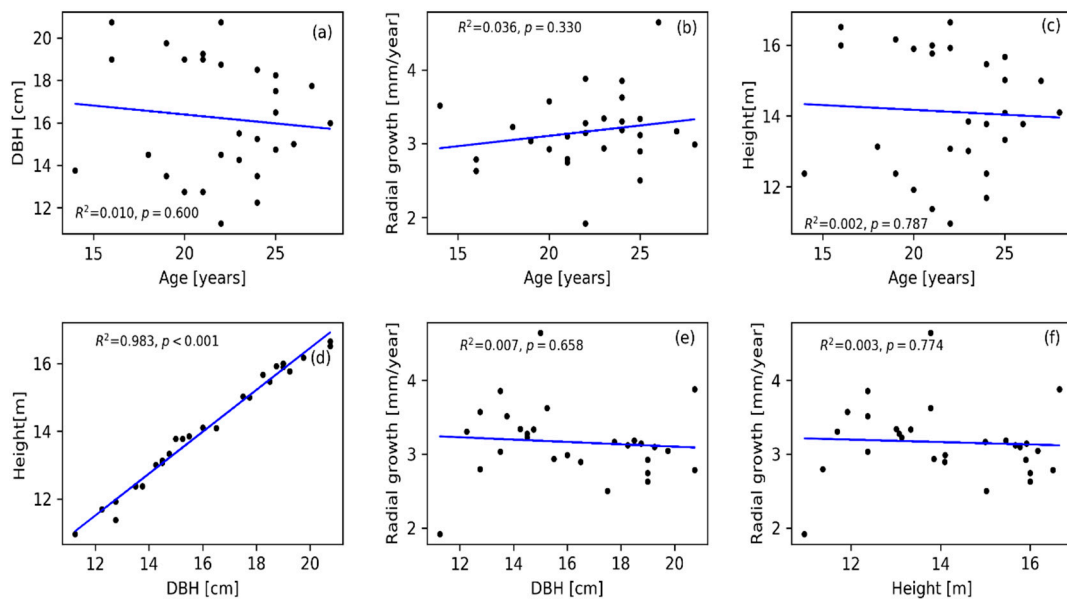 (a)
20
18
16
14
12
DBH [cm]
R²=0.010, p = 0.600
15
20
25
Age [years]
R²=0.036, p = 0.330
(b)
4
3
2
Radial growth [mm/year]
15
20
25
Age [years]
(c)
16
14
12
Height[m]
R²=0.002, p = 0.787
15
20
25
Age [years]
R²=0.983, p < 0.001
(d)
16
14
12
Height[m]
12
14
16
18
20
DBH [cm]
R²=0.007, p = 0.658
(e)
4
3
2
Radial growth [mm/year]
12
14
16
18
20
DBH [cm]
R²=0.003, p = 0.774
(f)
4
3
2
Radial growth [mm/year]
12
14
16
Height [m]